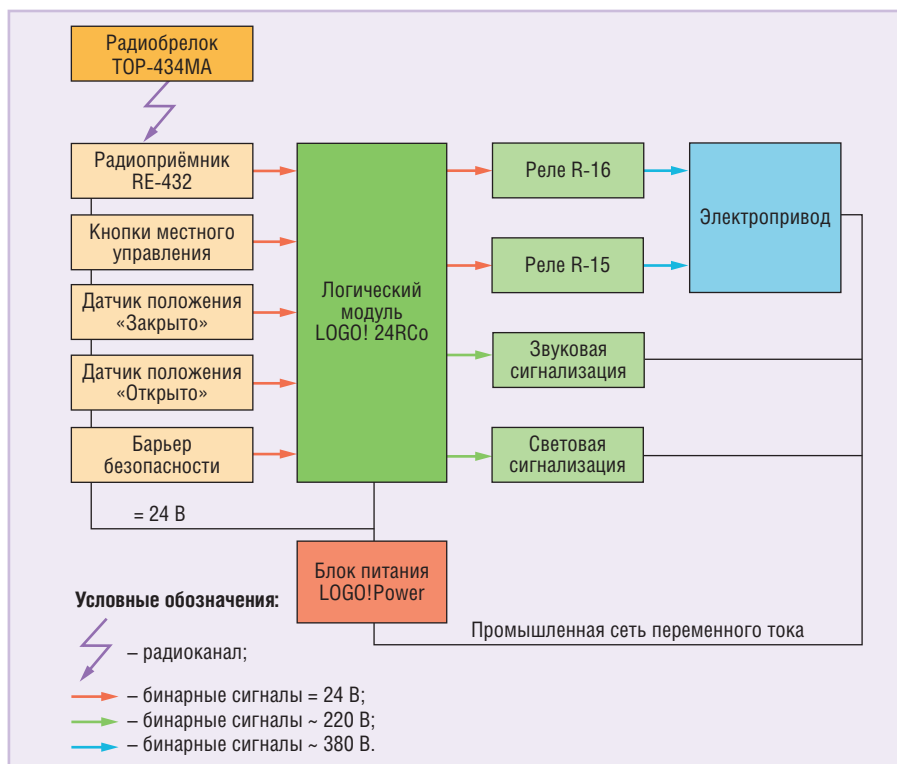 Радиобрелок
TOP-434MA
Радиоприёмник
RE-432
Кнопки местного
управления
Датчик положения
«Закрыто»
Датчик положения
«Открыто»
Барьер
безопасности
Логический
модуль
LOGO! 24RCo
Реле R-16
Реле R-15
Звуковая
сигнализация
Световая
сигнализация
Электропривод
= 24 В
Блок питания
LOGO!Power
Промышленная сеть переменного тока
Условные обозначения:
– радиоканал;
– бинарные сигналы = 24 В;
– бинарные сигналы ~ 220 В;
– бинарные сигналы ~ 380 В.